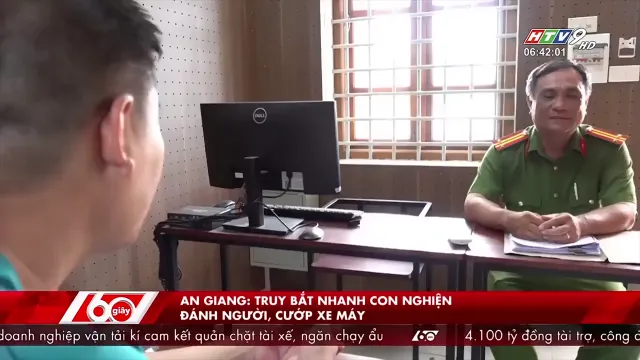 HTV9 HD
06:42:01
DELL
60 giây
AN GIANG: TRUY BẮT NHANH CON NGHIỆN
ĐÁNH NGƯỜI, CƯỚP XE MÁY
doanh nghiệp vận tải kí cam kết quản chặt tài xế, ngăn chạy ẩu 60 4.100 tỷ đồng tài trợ, công